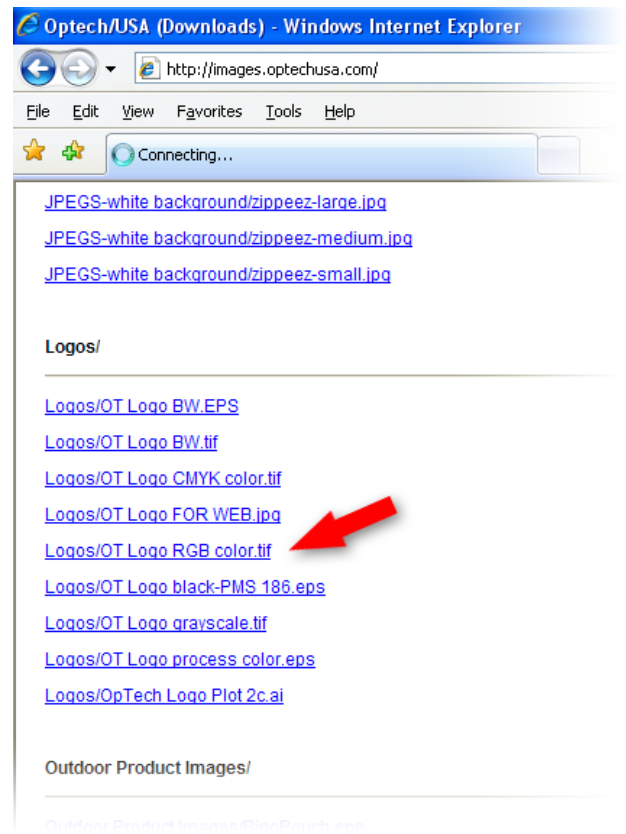 Optech/USA (Downloads) - Windows Internet Explorer
http://images.optechusa.com/
File Edit View Favorites Tools Help
Connecting...
JPEGS-white background/zippeez-large.jpg
JPEGS-white background/zippeez-medium.jpg
JPEGS-white background/zippeez-small.jpg
Logos/
Logos/OT Logo BW.EPS
Logos/OT Logo BW.tif
Logos/OT Logo CMYK color.tif
Logos/OT Logo FOR WEB.jpg
Logos/OT Logo RGB color.tif
Logos/OT Logo black-PMS 186.eps
Logos/OT Logo grayscale.tif
Logos/OT Logo process color.eps
Logos/OpTech Logo Plot 2c.ai
Outdoor Product Images/
Outdoor Product